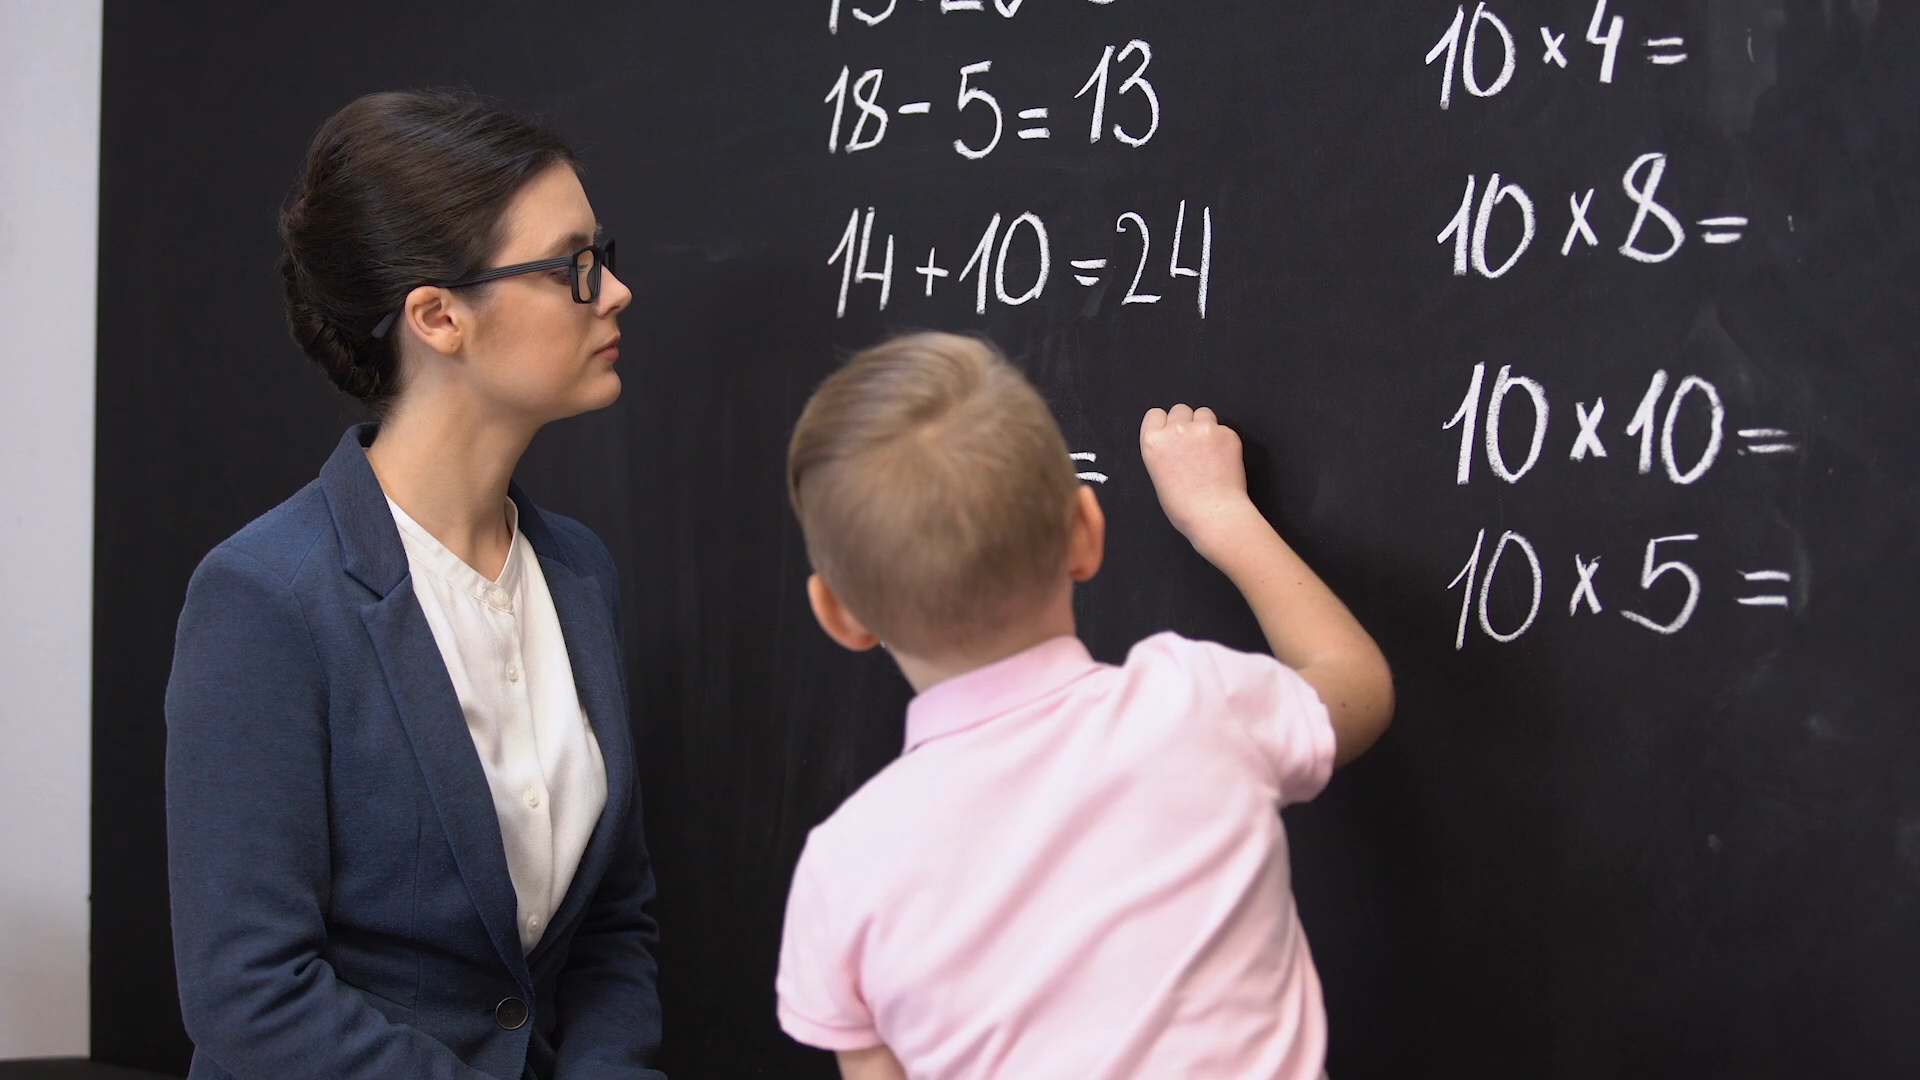 18 - 5 = 13
14 + 10 = 24
=
10 x 4 =
10 x 8 =
10 x 10 =
10 x 5 =